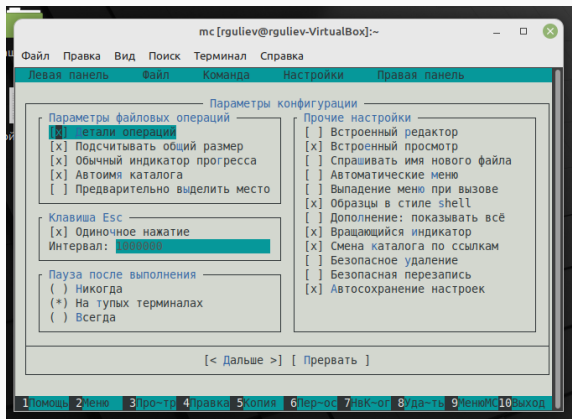 mc [rguliev@rguliev-VirtualBox]:~
Файл Правка Вид Поиск Терминал Справка
Левая панель Файл Команда Настройки Правая панель
Параметры конфигурации
Параметры файловых операций
[x] Детали операций
[x] Подсчитывать общий размер
[x] Обычный индикатор прогресса
[x] Автоимя каталога
[ ] Предварительно выделить место
Клавиша Esc
[x] Одиночное нажатие
Интервал: 1000000
Пауза после выполнения
( ) Никогда
(*) На тупых терминалах
( ) Всегда
Прочие настройки
[ ] Встроенный редактор
[x] Встроенный просмотр
[ ] Спрашивать имя нового файла
[ ] Автоматические меню
[ ] Выпадение меню при вызове
[x] Образцы в стиле shell
[ ] Дополнение: показывать всё
[x] Вращающийся индикатор
[x] Смена каталога по ссылкам
[ ] Безопасное удаление
[ ] Безопасная перезапись
[x] Автосохранение настроек
[< Дальше >] [ Прервать ]
1Помощь 2Меню 3Про~тр 4Правка 5Копия 6Пер~ос 7НвК~ог 8Уда~ть 9МенюMC 10Выход